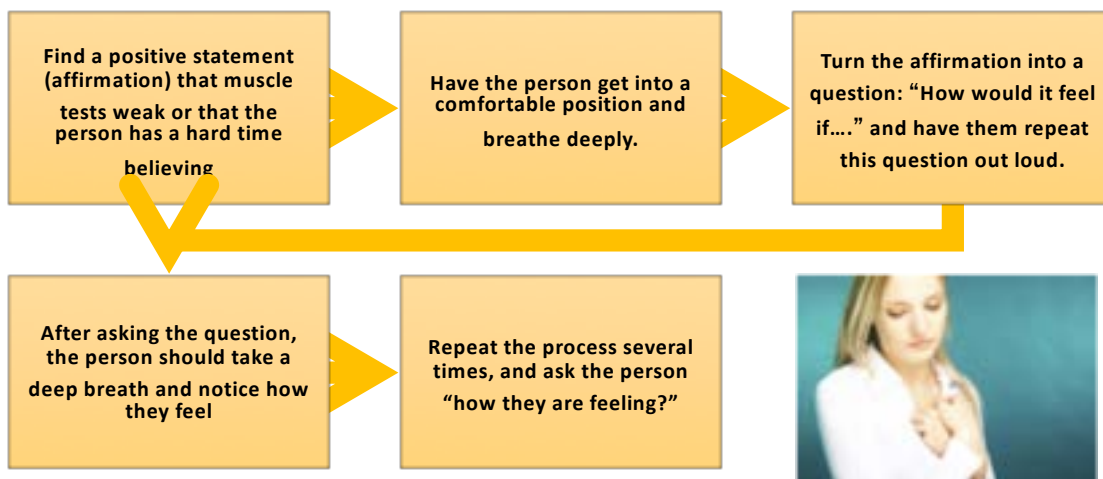 Find a positive statement
(affirmation) that muscle
tests weak or that the
person has a hard time
believing
Have the person get into a
comfortable position and
breathe deeply.
Turn the affirmation into a
question: “How would it feel
if....” and have them repeat
this question out loud.
After asking the question,
the person should take a
deep breath and notice how
they feel
Repeat the process several
times, and ask the person
“how they are feeling?”